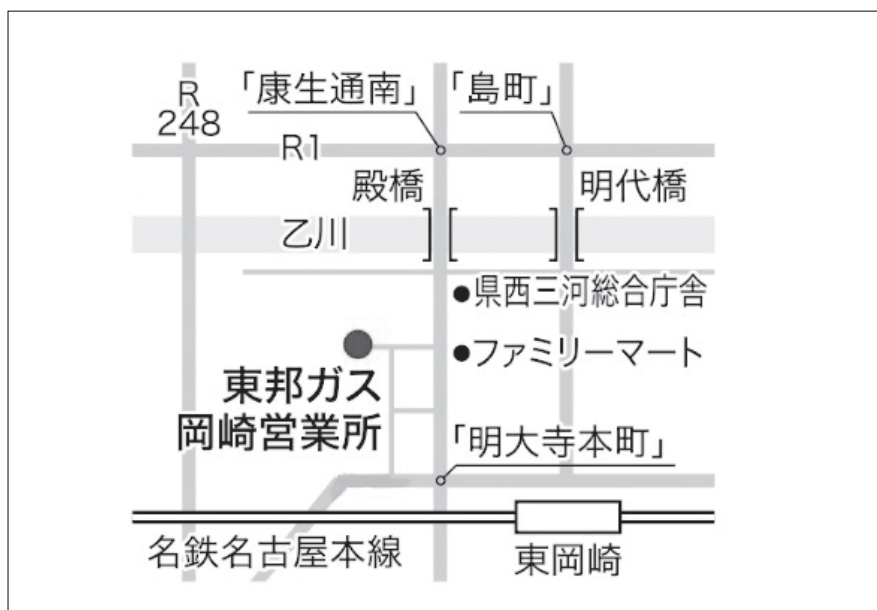 R
248
「康生通南」
「島町」
R1
殿橋
明代橋
乙川
●県西三河総合庁舎
●ファミリーマート
東邦ガス
岡崎営業所
「明大寺本町」
名鉄名古屋本線
東岡崎